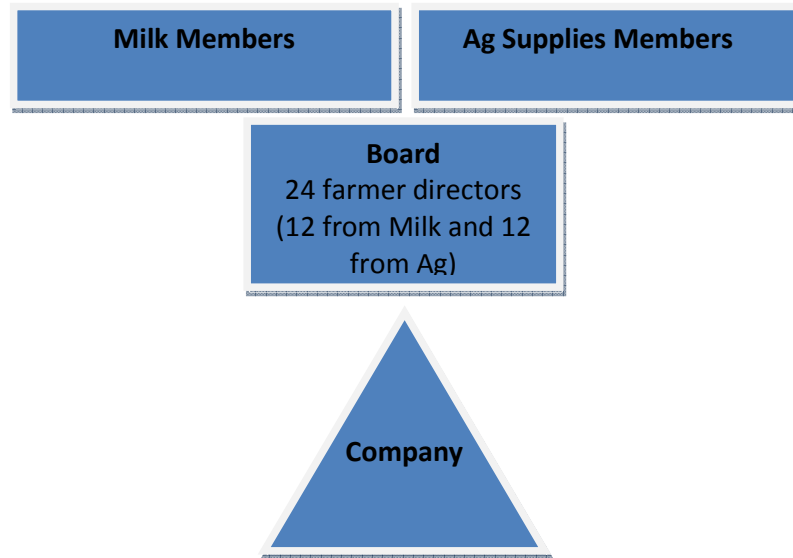 Milk Members
Ag Supplies Members
Board
24 farmer directors
(12 from Milk and 12
from Ag)
Company